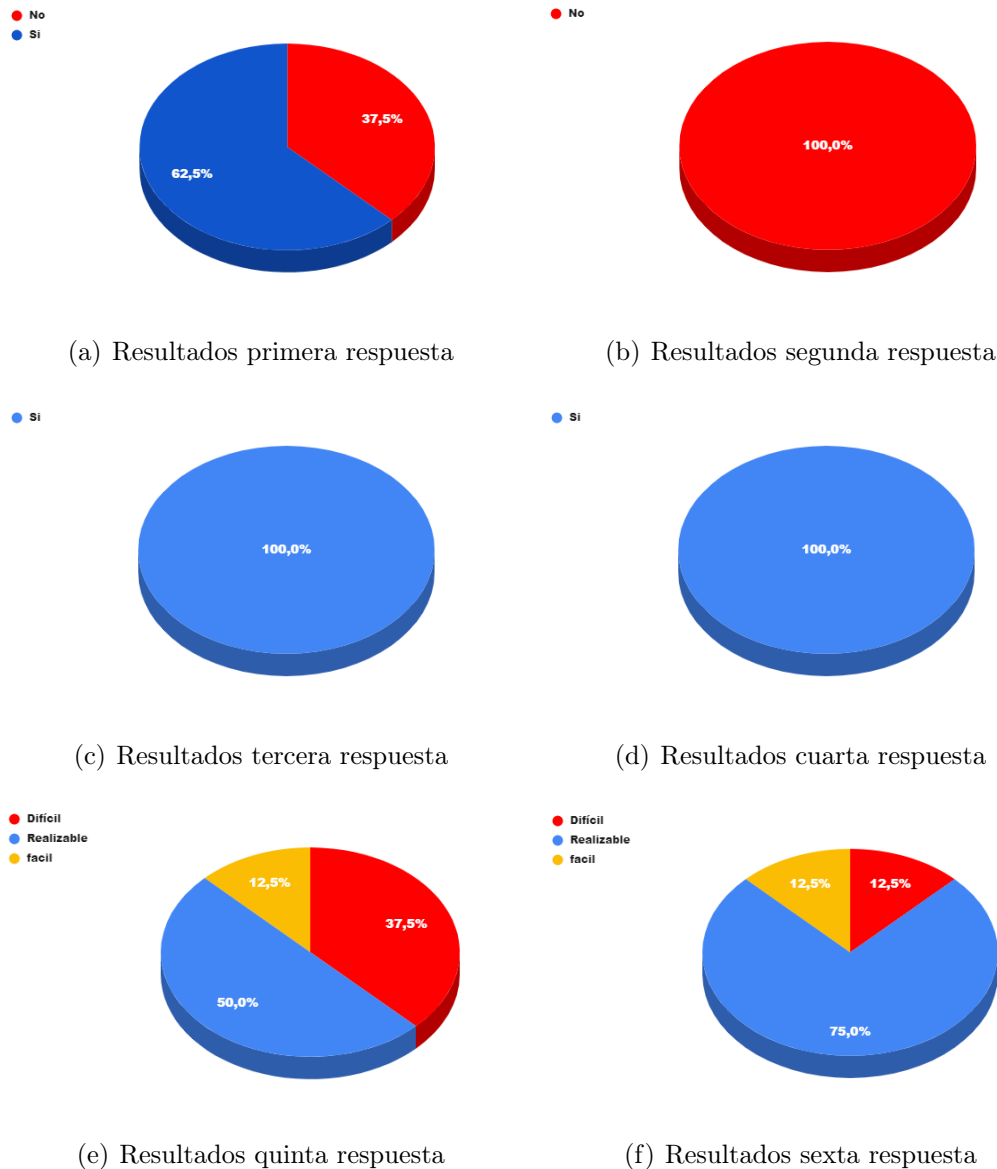 No
Si
37,5%
62,5%
(a) Resultados primera respuesta
No
100,0%
(b) Resultados segunda respuesta
Si
100,0%
(c) Resultados tercera respuesta
Si
100,0%
(d) Resultados cuarta respuesta
Difícil
Realizable
facil
12,5%
37,5%
50,0%
(e) Resultados quinta respuesta
Difícil
Realizable
facil
12,5%
12,5%
75,0%
(f) Resultados sexta respuesta